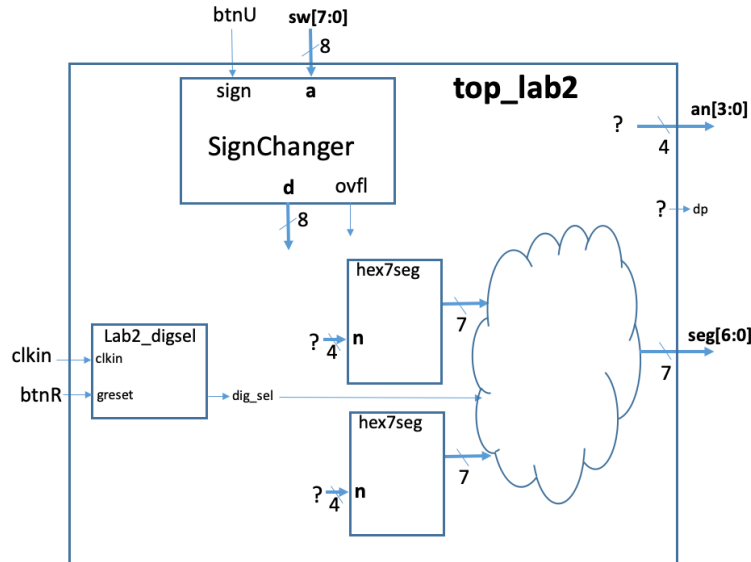 btnU sw[7:0]
8
sign a
top_lab2
an[3:0]
?
4
SignChanger
d ovfl
8
? dp
hex7seg
7
? n
4
seg[6:0]
7
Lab2_digsel
clkin clkin
btnR greset
dig_sel
hex7seg
7
? n
4